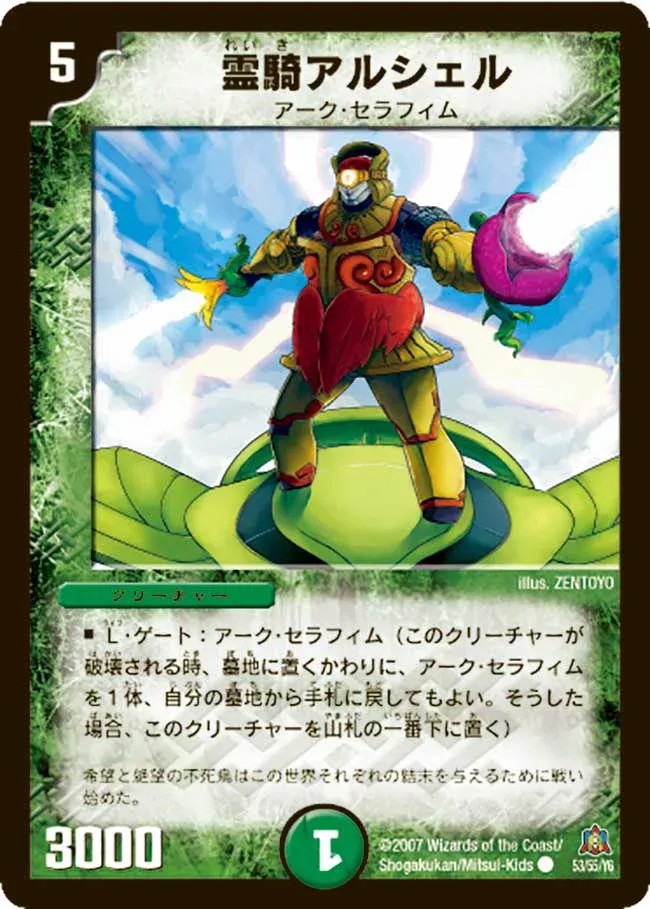 5
れいき
霊騎アルシェル
アーク・セラフィム
illus. ZENTOYO
クリーチャー
■ L・ゲート：アーク・セラフィム（このクリーチャーが
破壊される時、墓地に置くかわりに、アーク・セラフィム
を１体、自分の墓地から手札に戻してもよい。そうした
場合、このクリーチャーを山札の一番下に置く）
希望と絶望の不死鳥はこの世界それぞれの結末を与えるために戦い
始めた。
3000
1
©2007 Wizards of the Coast/
Shogakukan/Mitsui-Kids
53/55/Y6